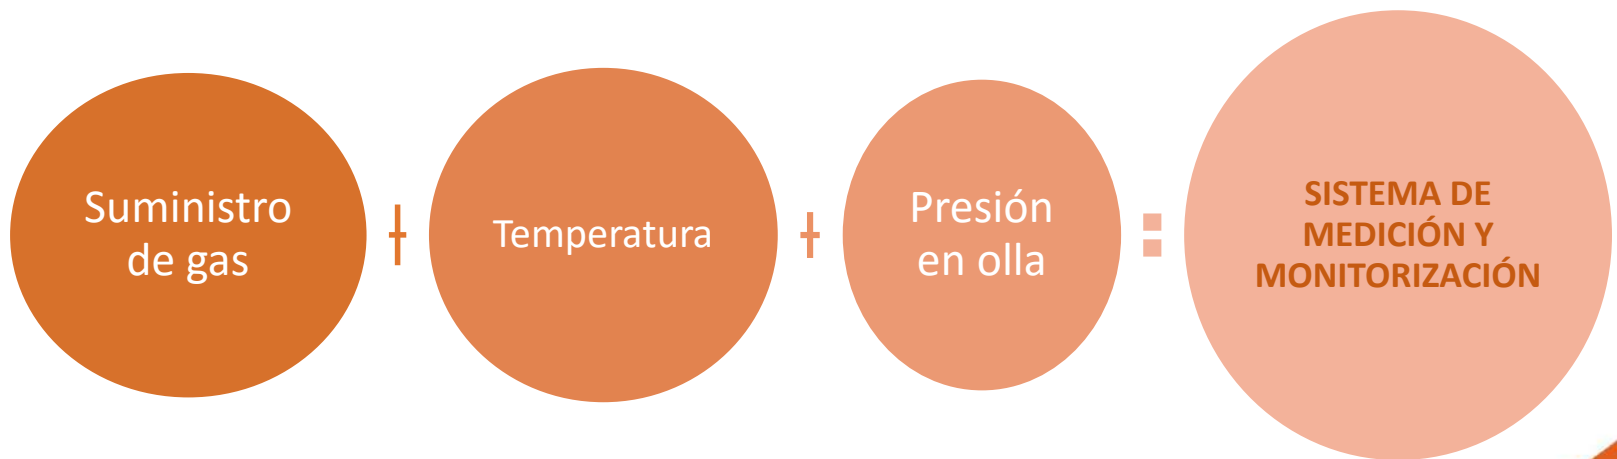 Suministro
de gas
Temperatura
Presión
en olla
SISTEMA DE
MEDICIÓN Y
MONITORIZACIÓN